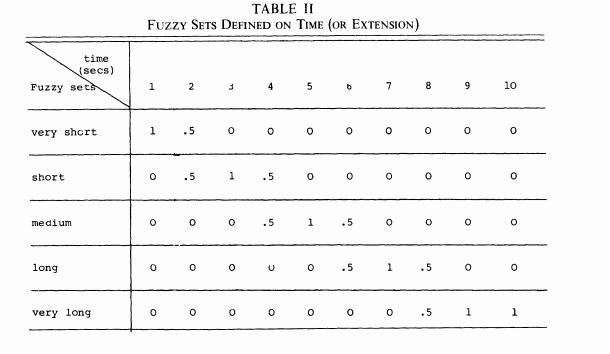 TABLE II
FUZZY SETS DEFINED ON TIME (OR EXTENSION)
time
(secs)
Fuzzy sets 1 2 3 4 5 6 7 8 9 10
very short 1 .5 0 0 0 0 0 0 0 0
short 0 .5 1 .5 0 0 0 0 0 0
medium 0 0 0 .5 1 .5 0 0 0 0
long 0 0 0 0 0 .5 1 .5 0 0
very long 0 0 0 0 0 0 0 .5 1 1